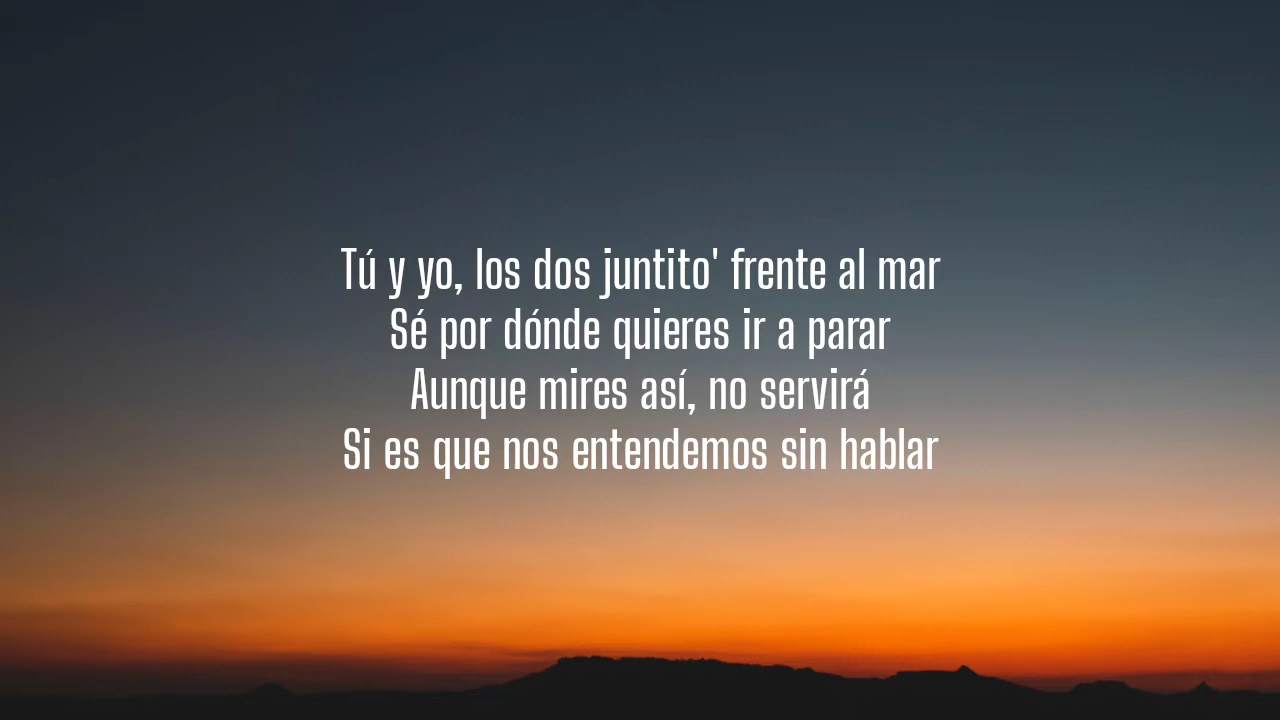 Tú y yo, los dos juntito' frente al mar
Sé por dónde quieres ir a parar
Aunque mires así, no servirá
Si es que nos entendemos sin hablar